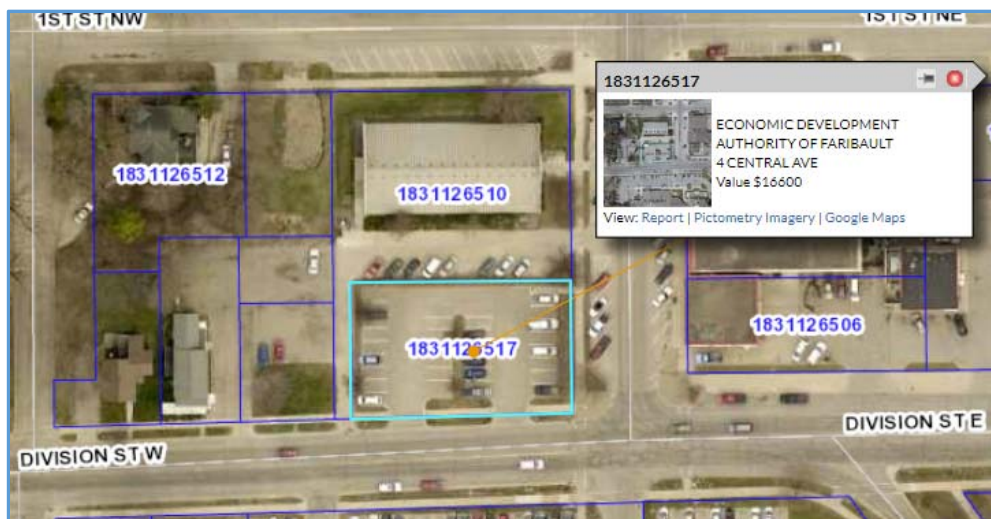 1ST ST NW
1ST ST NE
1831126517
ECONOMIC DEVELOPMENT
AUTHORITY OF FARIBAULT
4 CENTRAL AVE
Value $16600
View: Report | Pictometry Imagery | Google Maps
1831126512
1831126510
1831126517
1831126506
DIVISION ST W
DIVISION ST E